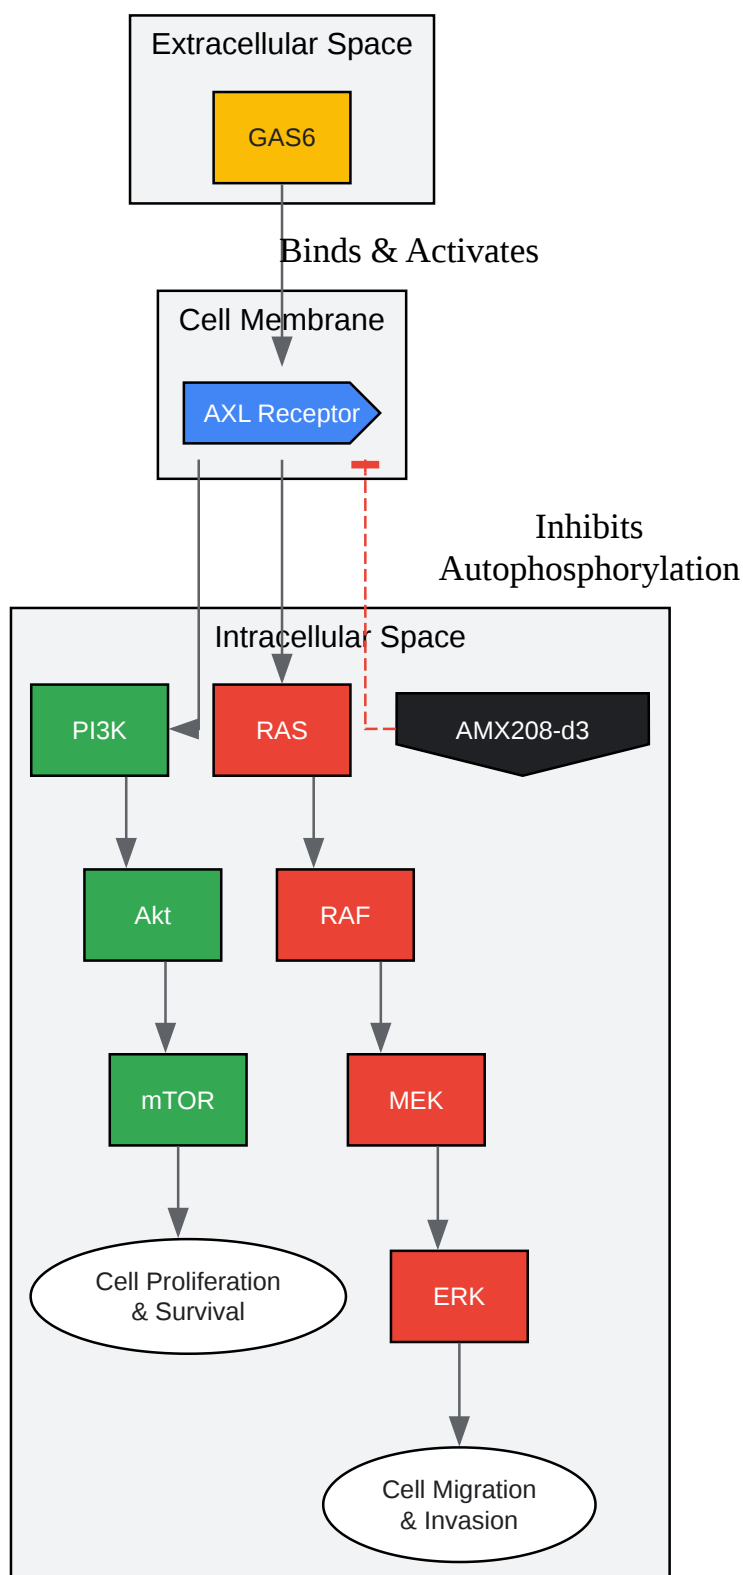 Extracellular Space
GAS6
Binds & Activates
Cell Membrane
AXL Receptor
Inhibits
Autophosphorylation
Intracellular Space
PI3K
RAS
AMX208-d3
Akt
RAF
mTOR
MEK
Cell Proliferation
& Survival
ERK
Cell Migration
& Invasion